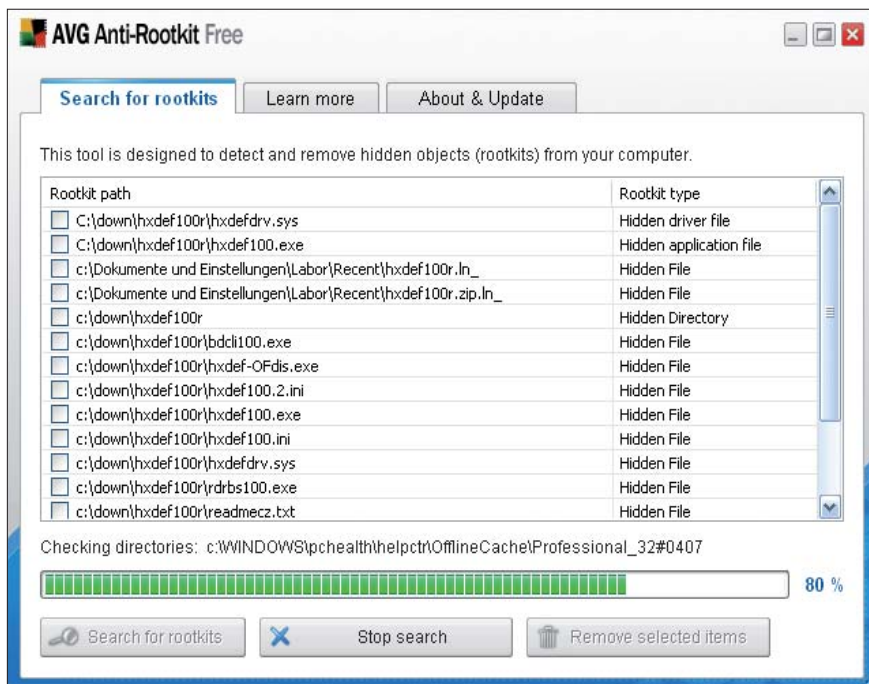 AVG Anti-Rootkit Free
Search for rootkits Learn more About & Update
This tool is designed to detect and remove hidden objects (rootkits) from your computer.
Rootkit path Rootkit type
C:\down\hxdef100r\hxdefdrv.sys Hidden driver file
C:\down\hxdef100r\hxdef100.exe Hidden application file
c:\Dokumente und Einstellungen\Labor\Recent\hxdef100r.ln_ Hidden File
c:\Dokumente und Einstellungen\Labor\Recent\hxdef100r.zip.ln_ Hidden File
c:\down\hxdef100r Hidden Directory
c:\down\hxdef100r\bdcli100.exe Hidden File
c:\down\hxdef100r\hxdef-OFdis.exe Hidden File
c:\down\hxdef100r\hxdef100.2.ini Hidden File
c:\down\hxdef100r\hxdef100.exe Hidden File
c:\down\hxdef100r\hxdef100.ini Hidden File
c:\down\hxdef100r\hxdefdrv.sys Hidden File
c:\down\hxdef100r\rdrbs100.exe Hidden File
c:\down\hxdef100r\readmecz.txt Hidden File
Checking directories: c:\WINDOWS\pchealth\helpctr\OfflineCache\Professional_32#0407
80 %
Search for rootkits Stop search Remove selected items